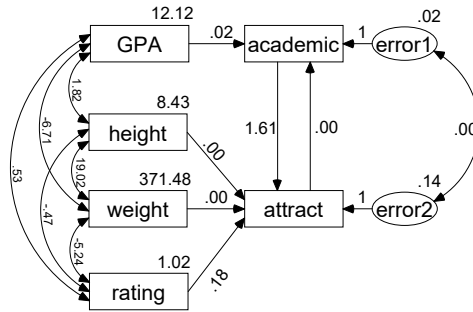 12.12
GPA
.02
academic
1
.02
error1
1.82
8.43
height
-6.71
.00
1.61
.00
.00
.53
19.02
371.48
weight
.00
attract
1
.14
error2
-.47
-5.24
1.02
rating
.18